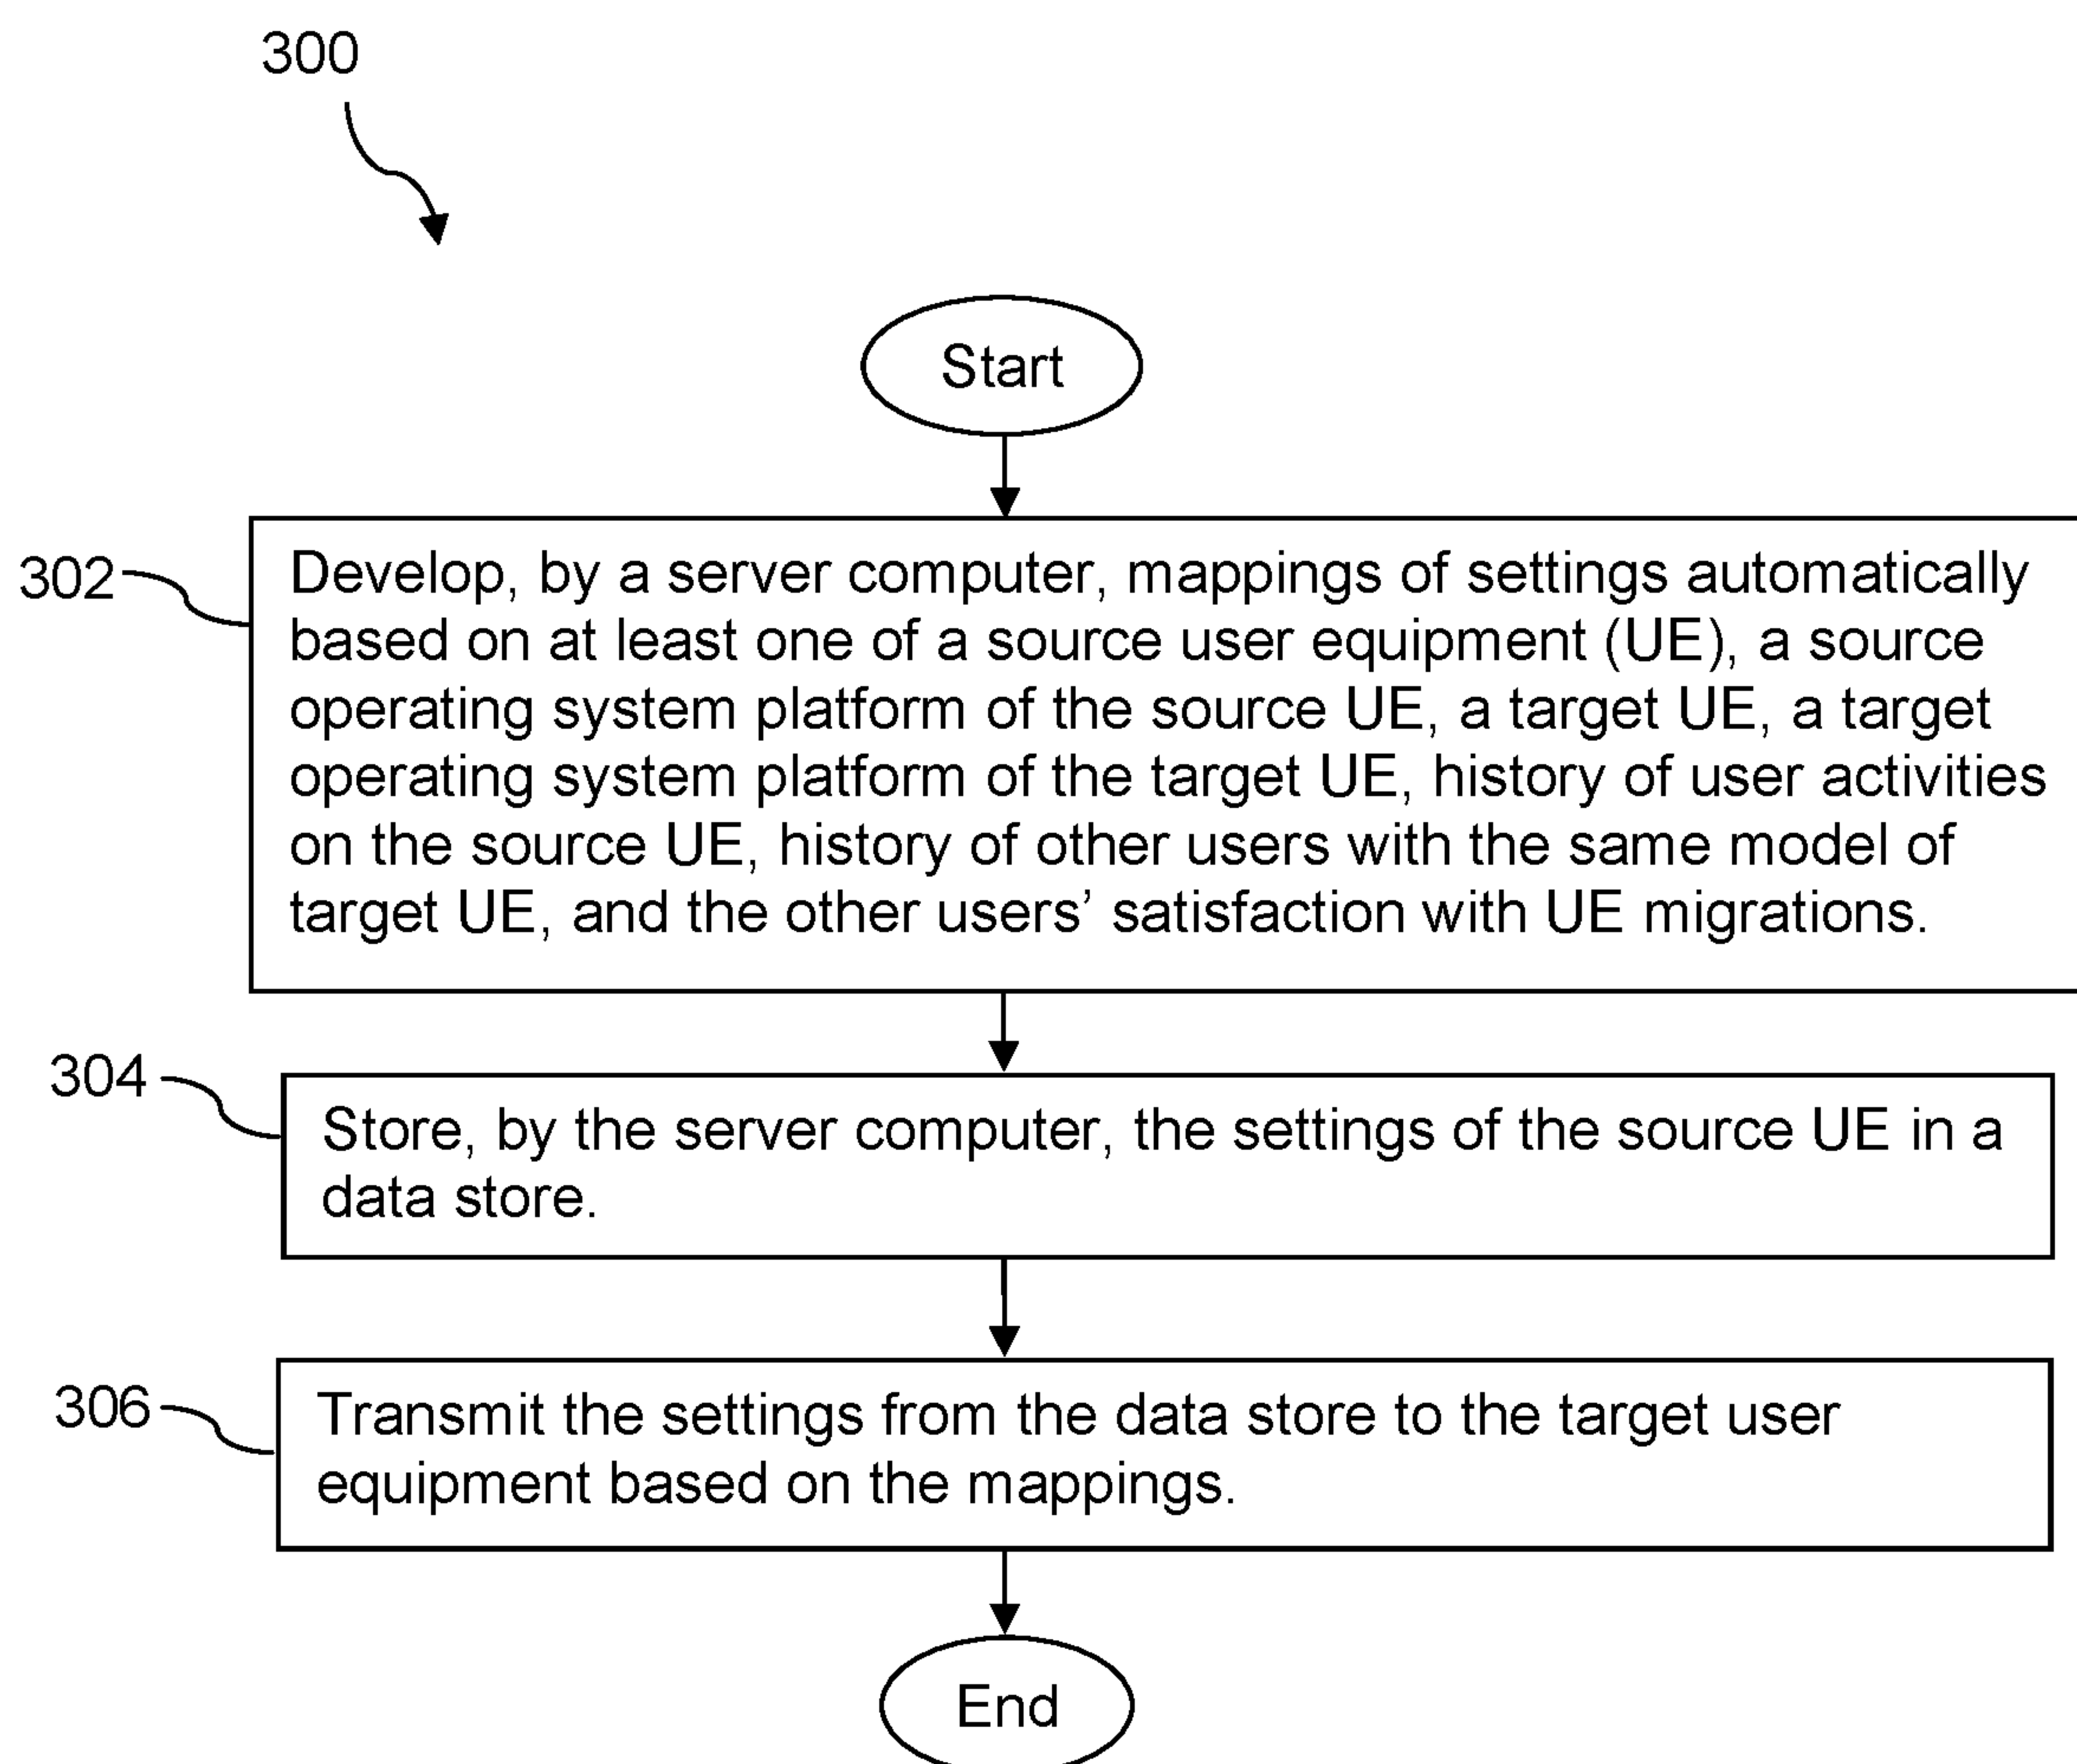 300
Start
302
Develop, by a server computer, mappings of settings automatically
based on at least one of a source user equipment (UE), a source
operating system platform of the source UE, a target UE, a target
operating system platform of the target UE, history of user activities
on the source UE, history of other users with the same model of
target UE, and the other users’ satisfaction with UE migrations.
304
Store, by the server computer, the settings of the source UE in a
data store.
306
Transmit the settings from the data store to the target user
equipment based on the mappings.
End